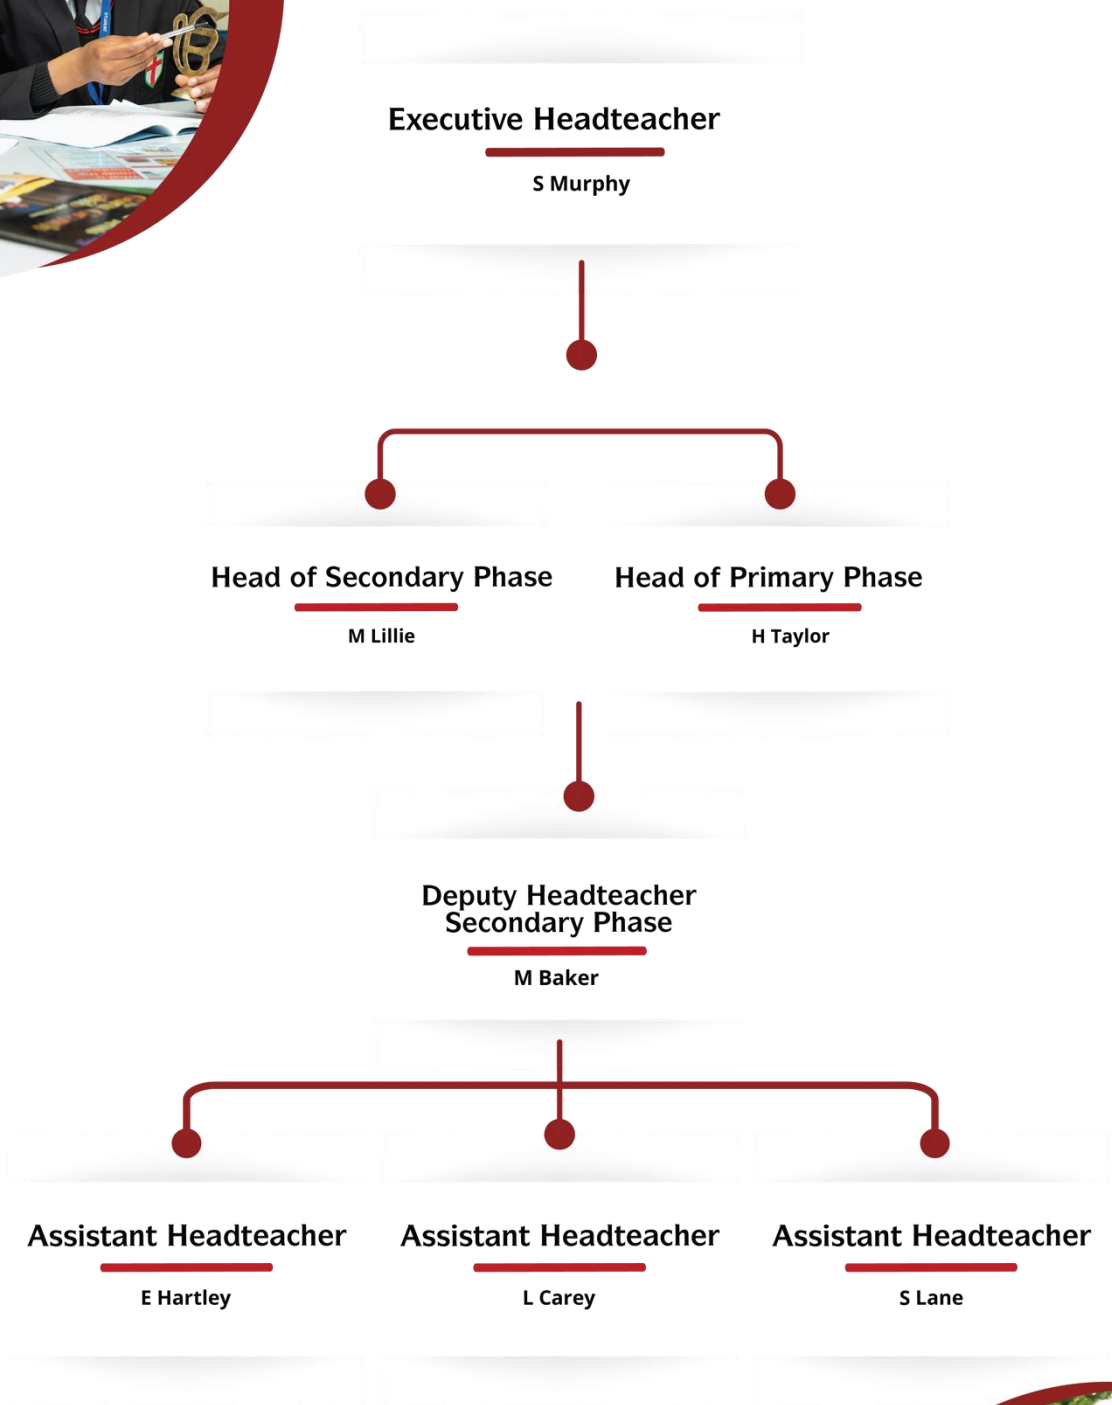 Executive Headteacher
S Murphy
Head of Secondary Phase
M Lillie
Head of Primary Phase
H Taylor
Deputy Headteacher
Secondary Phase
M Baker
Assistant Headteacher
E Hartley
Assistant Headteacher
L Carey
Assistant Headteacher
S Lane